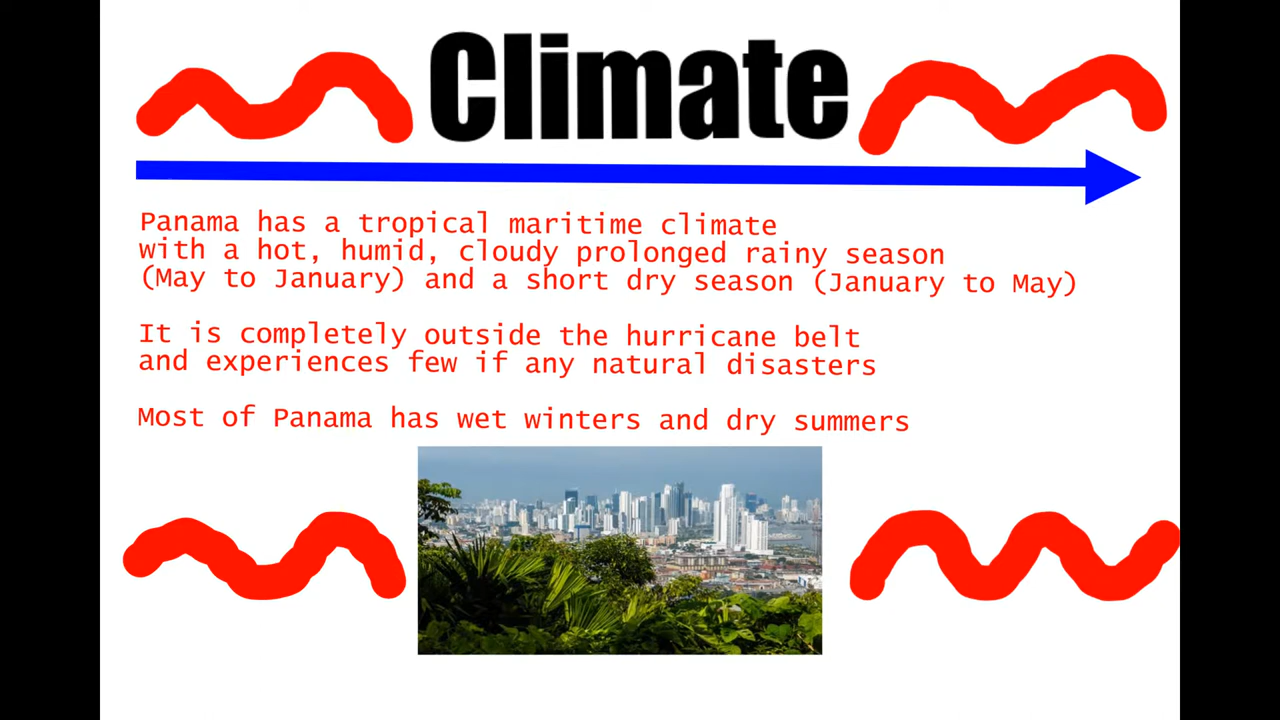 Climate
Panama has a tropical maritime climate
with a hot, humid, cloudy prolonged rainy season
(May to January) and a short dry season (January to May)
It is completely outside the hurricane belt
and experiences few if any natural disasters
Most of Panama has wet winters and dry summers